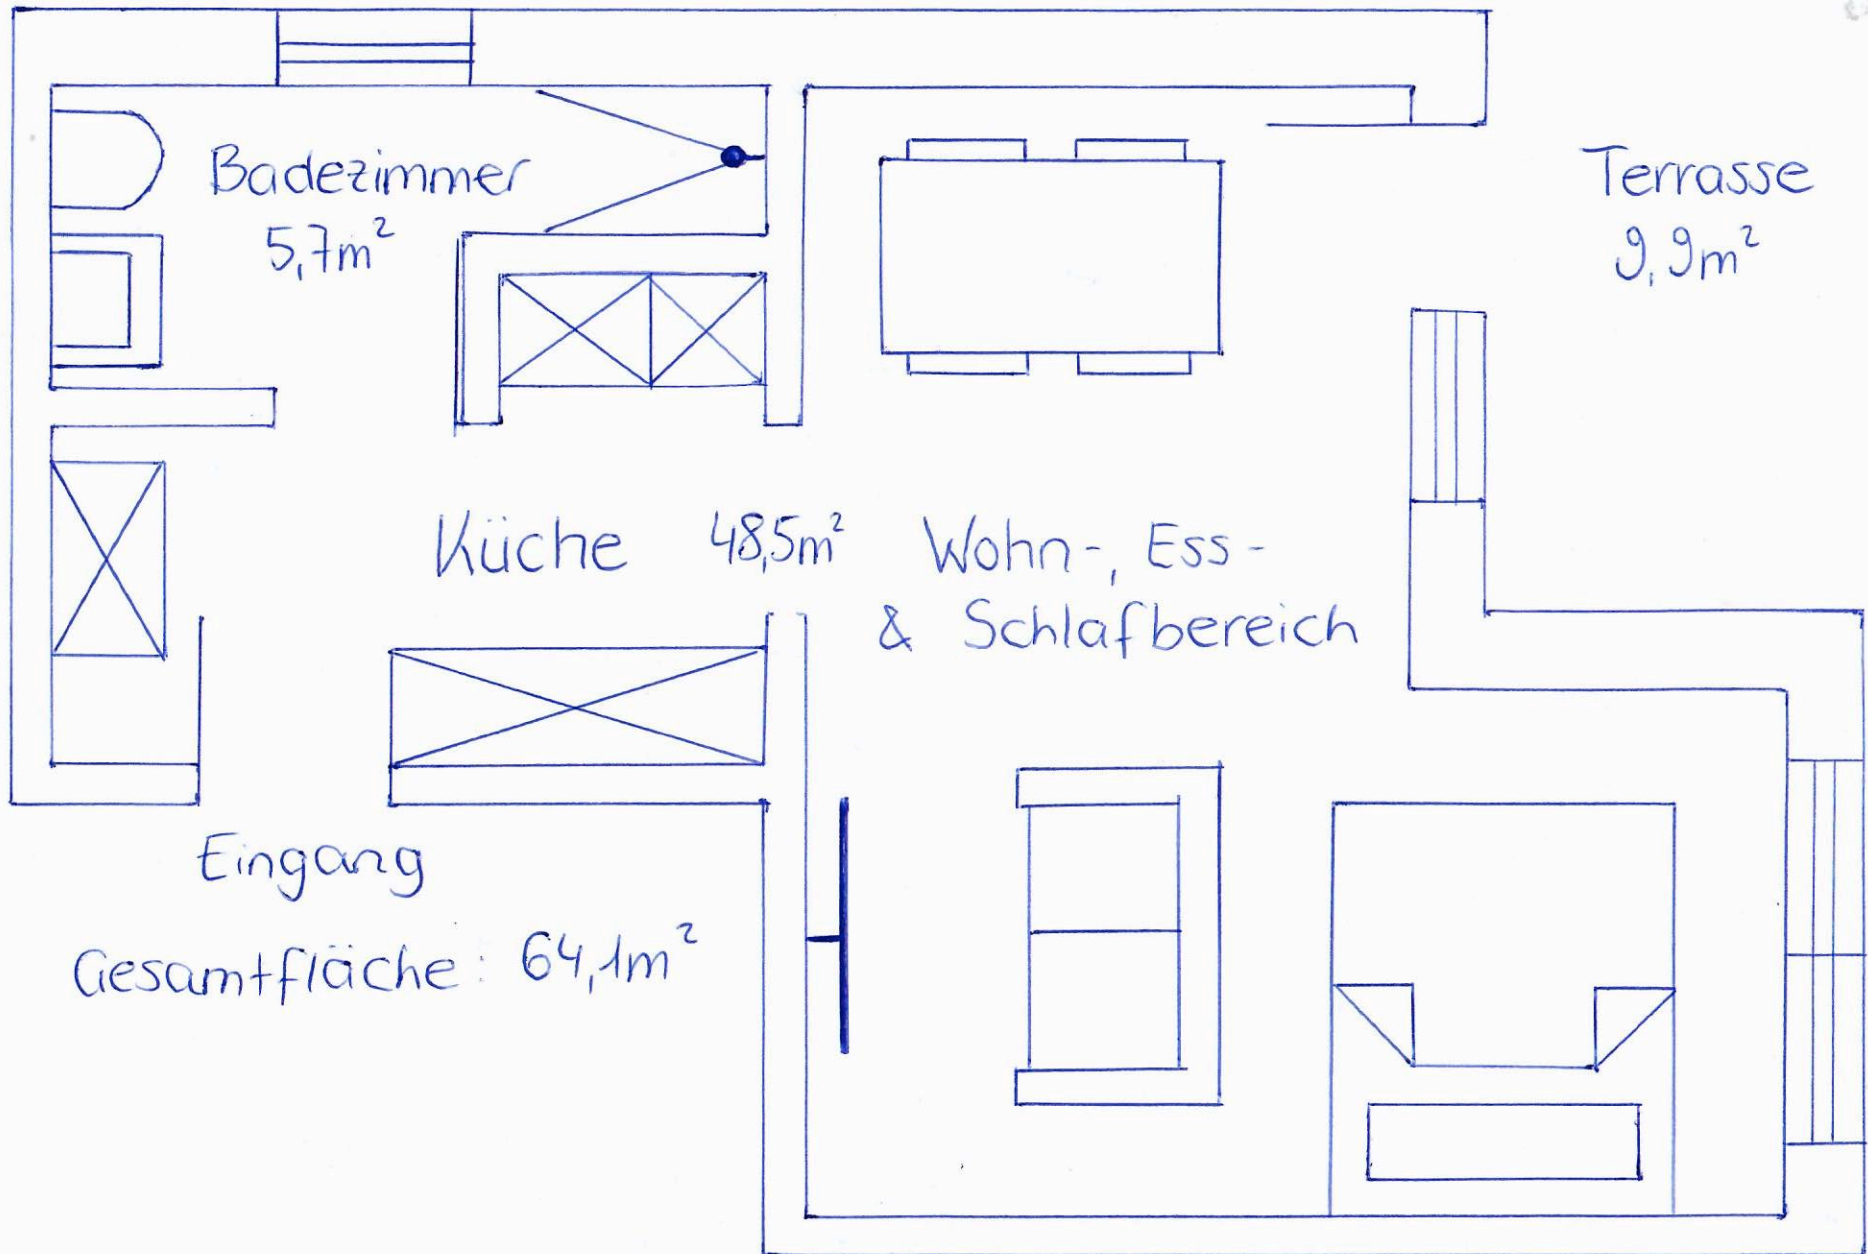 Badezimmer
5,7m²
Terrasse
9,9m²
Küche 48,5m² Wohn-, Ess-
& Schlafbereich
Eingang
Gesamtfläche: 64,1m²